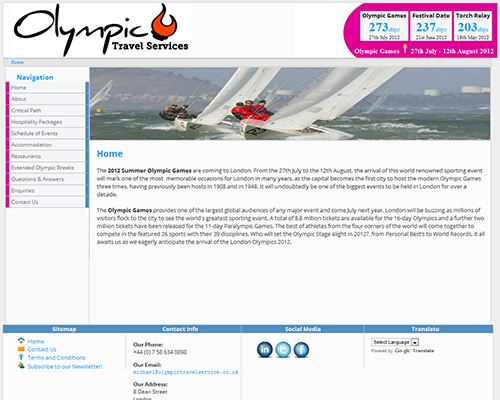 Olympic
Travel Services
Olympic Games
273 days
27th July 2012
Festival Date
237 days
21st June 2012
Torch Relay
203 days
18th May 2012
Olympic Games 27th July - 12th August 2012
Home
Navigation
Home
About
Critical Path
Hospitality Packages
Schedule of Events
Accommodation
Restaurants
Extended Olympic Breaks
Questions & Answers
Enquiries
Contact Us
Home
The 2012 Summer Olympic Games are coming to London. From the 27th July to the 12th August, the arrival of this world renowned sporting event
will mark one of the most memorable occasions for London in many years, as the capital becomes the first city to host the modern Olympic Games
three times, having previously been hosts in 1908 and in 1948. It will undoubtedly be one of the biggest events to be held in London for over a
decade.
The Olympic Games provides one of the largest global audiences of any major event and come July next year, London will be buzzing as millions of
visitors flock to the city to see the world's greatest sporting event. A total of 8.8 million tickets are available for the 16-day Olympics and a further two
million tickets have been released for the 11-day Paralympic Games. The best of athletes from the four corners of the world will come together to
compete in the featured 26 sports with their 39 disciplines. Who will set the Olympic Stage alight in 2012?, from Personal Best's to World Records, it all
awaits us as we eagerly anticipate the arrival of the London Olympics 2012.
Sitemap
Home
Contact Us
Terms and Conditions
Subscribe to our Newsletter!
Contact Info
Our Phone:
+44 (0) 7 58 634 0898
Our Email:
michael@olympictravelservice.co.uk
Our Address:
8 Dean Street
London
Social Media
Translate
Select Language
Powered by Google Translate